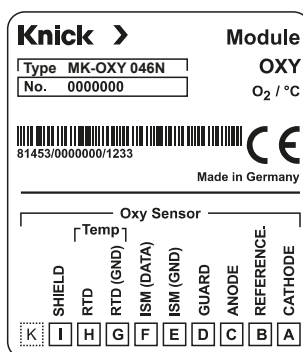 Knick >
Module
Type MK-OXY 046N
OXY
No. 0000000
O2 / °C
81453/0000000/1233
CE
Made in Germany
Oxy Sensor
Temp
SHIELD
RTD
RTD (GND)
ISM (DATA)
ISM (GND)
GUARD
ANODE
REFERENCE.
CATHODE
K I H G F E D C B A